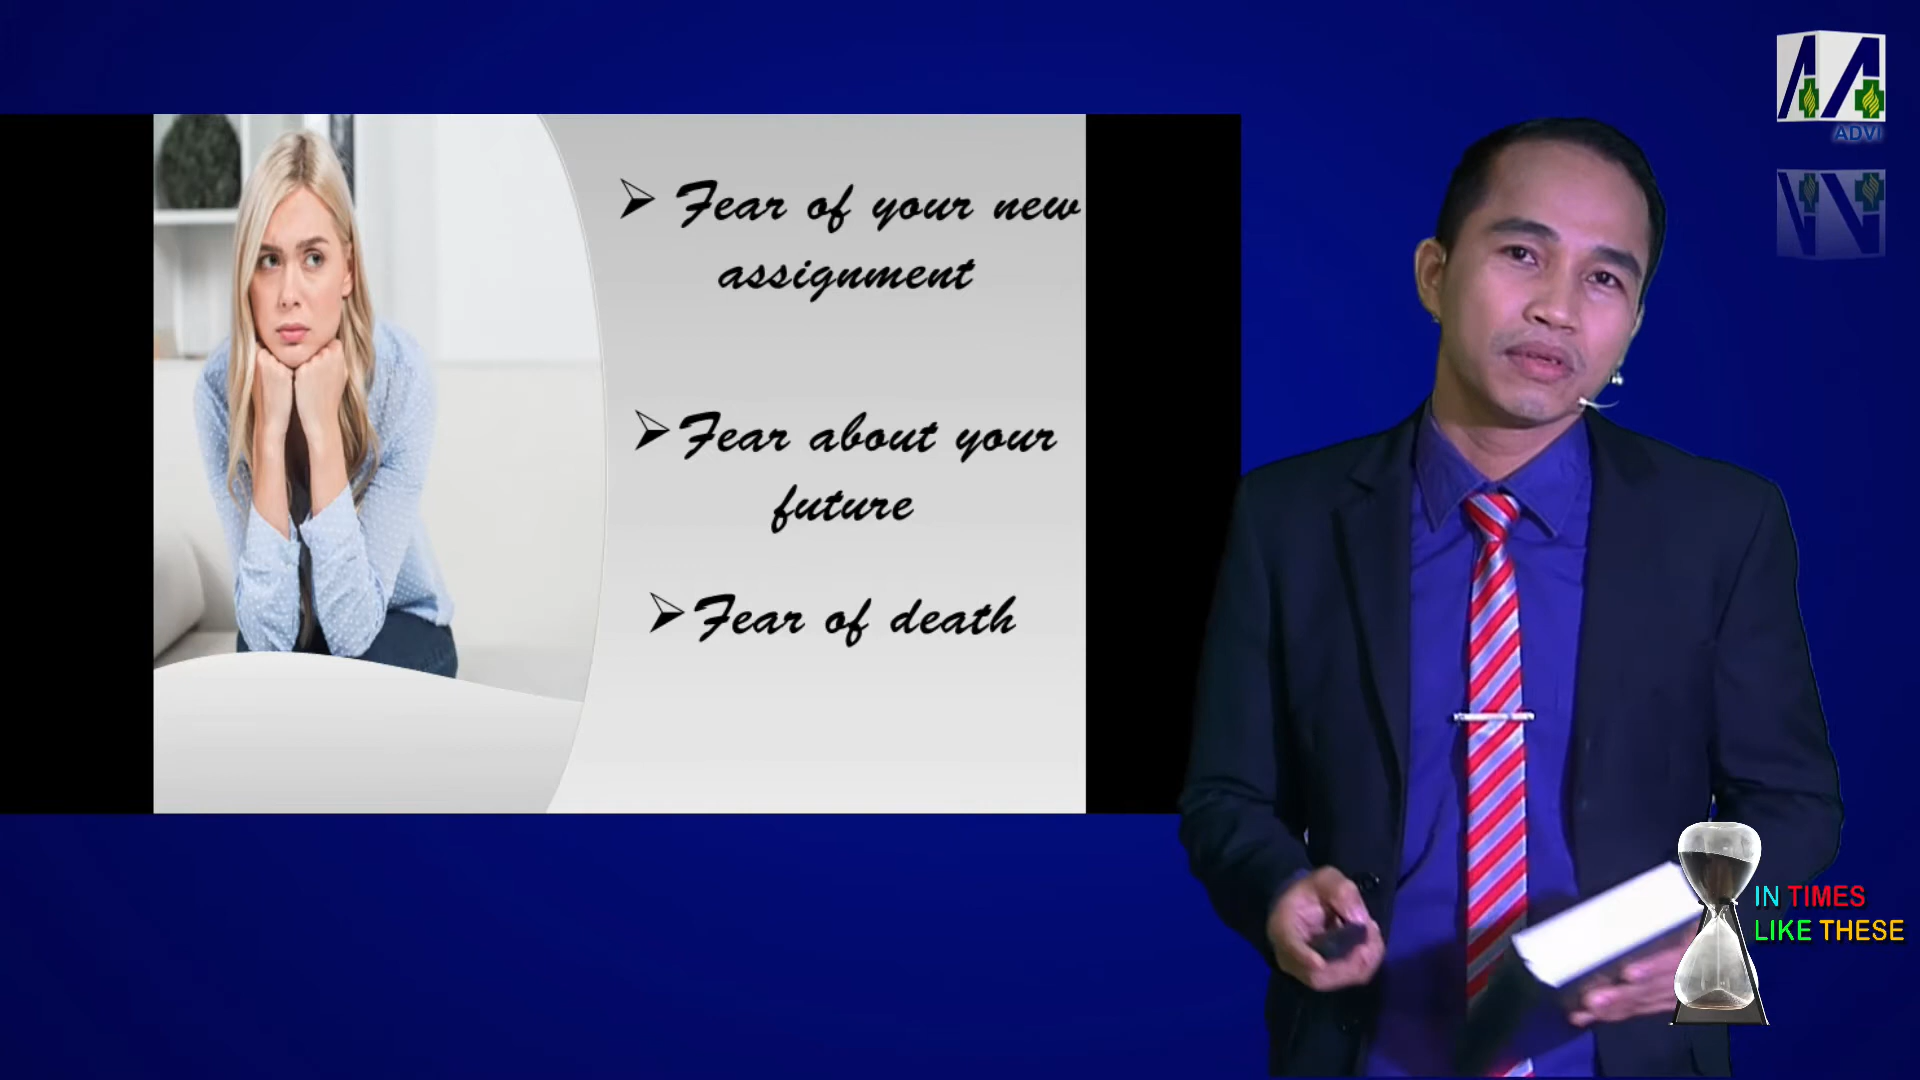 ➢ Fear of your new
assignment
➢ Fear about your
future
➢ Fear of death
ADVI
IN TIMES
LIKE THESE